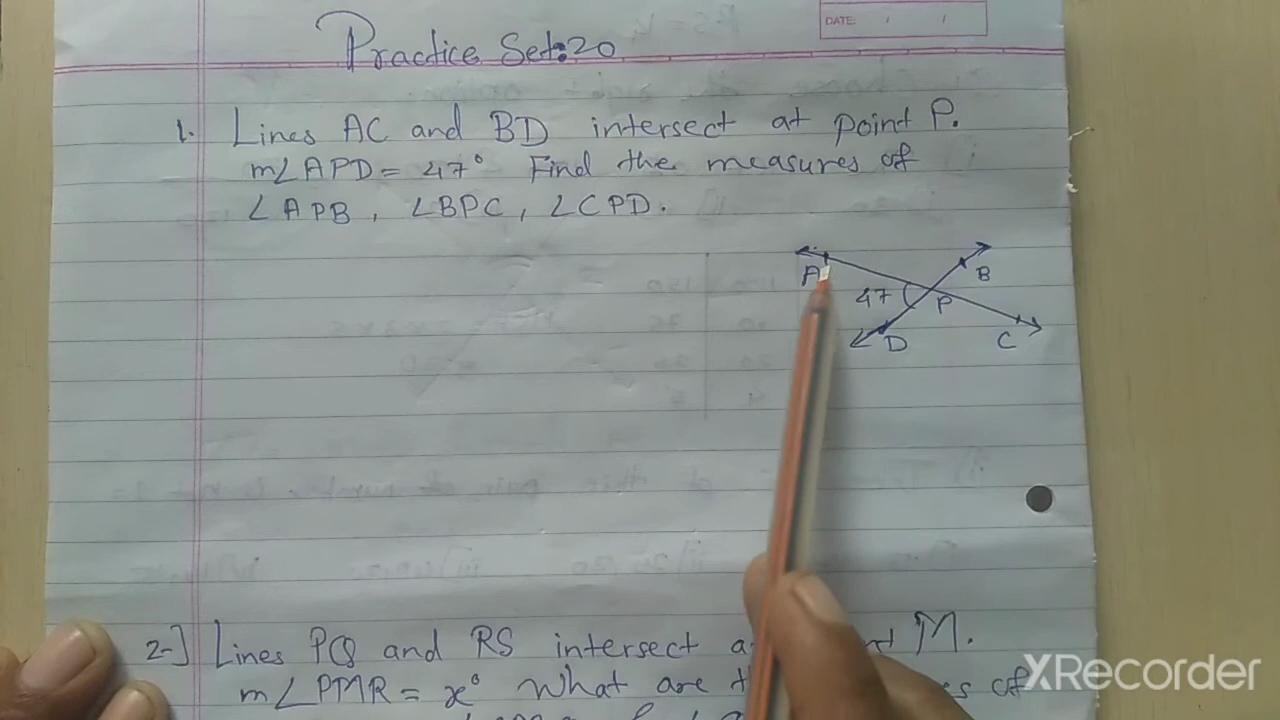 DATE: / /
Practice Set:20
1. Lines AC and BD intersect at point P.
m∠APD = 47° Find the measures of
∠APB, ∠BPC, ∠CPD.
A B
47 P
D C
2-] Lines PQ and RS intersect M.
m∠PMR = x° What are of
XRecorder